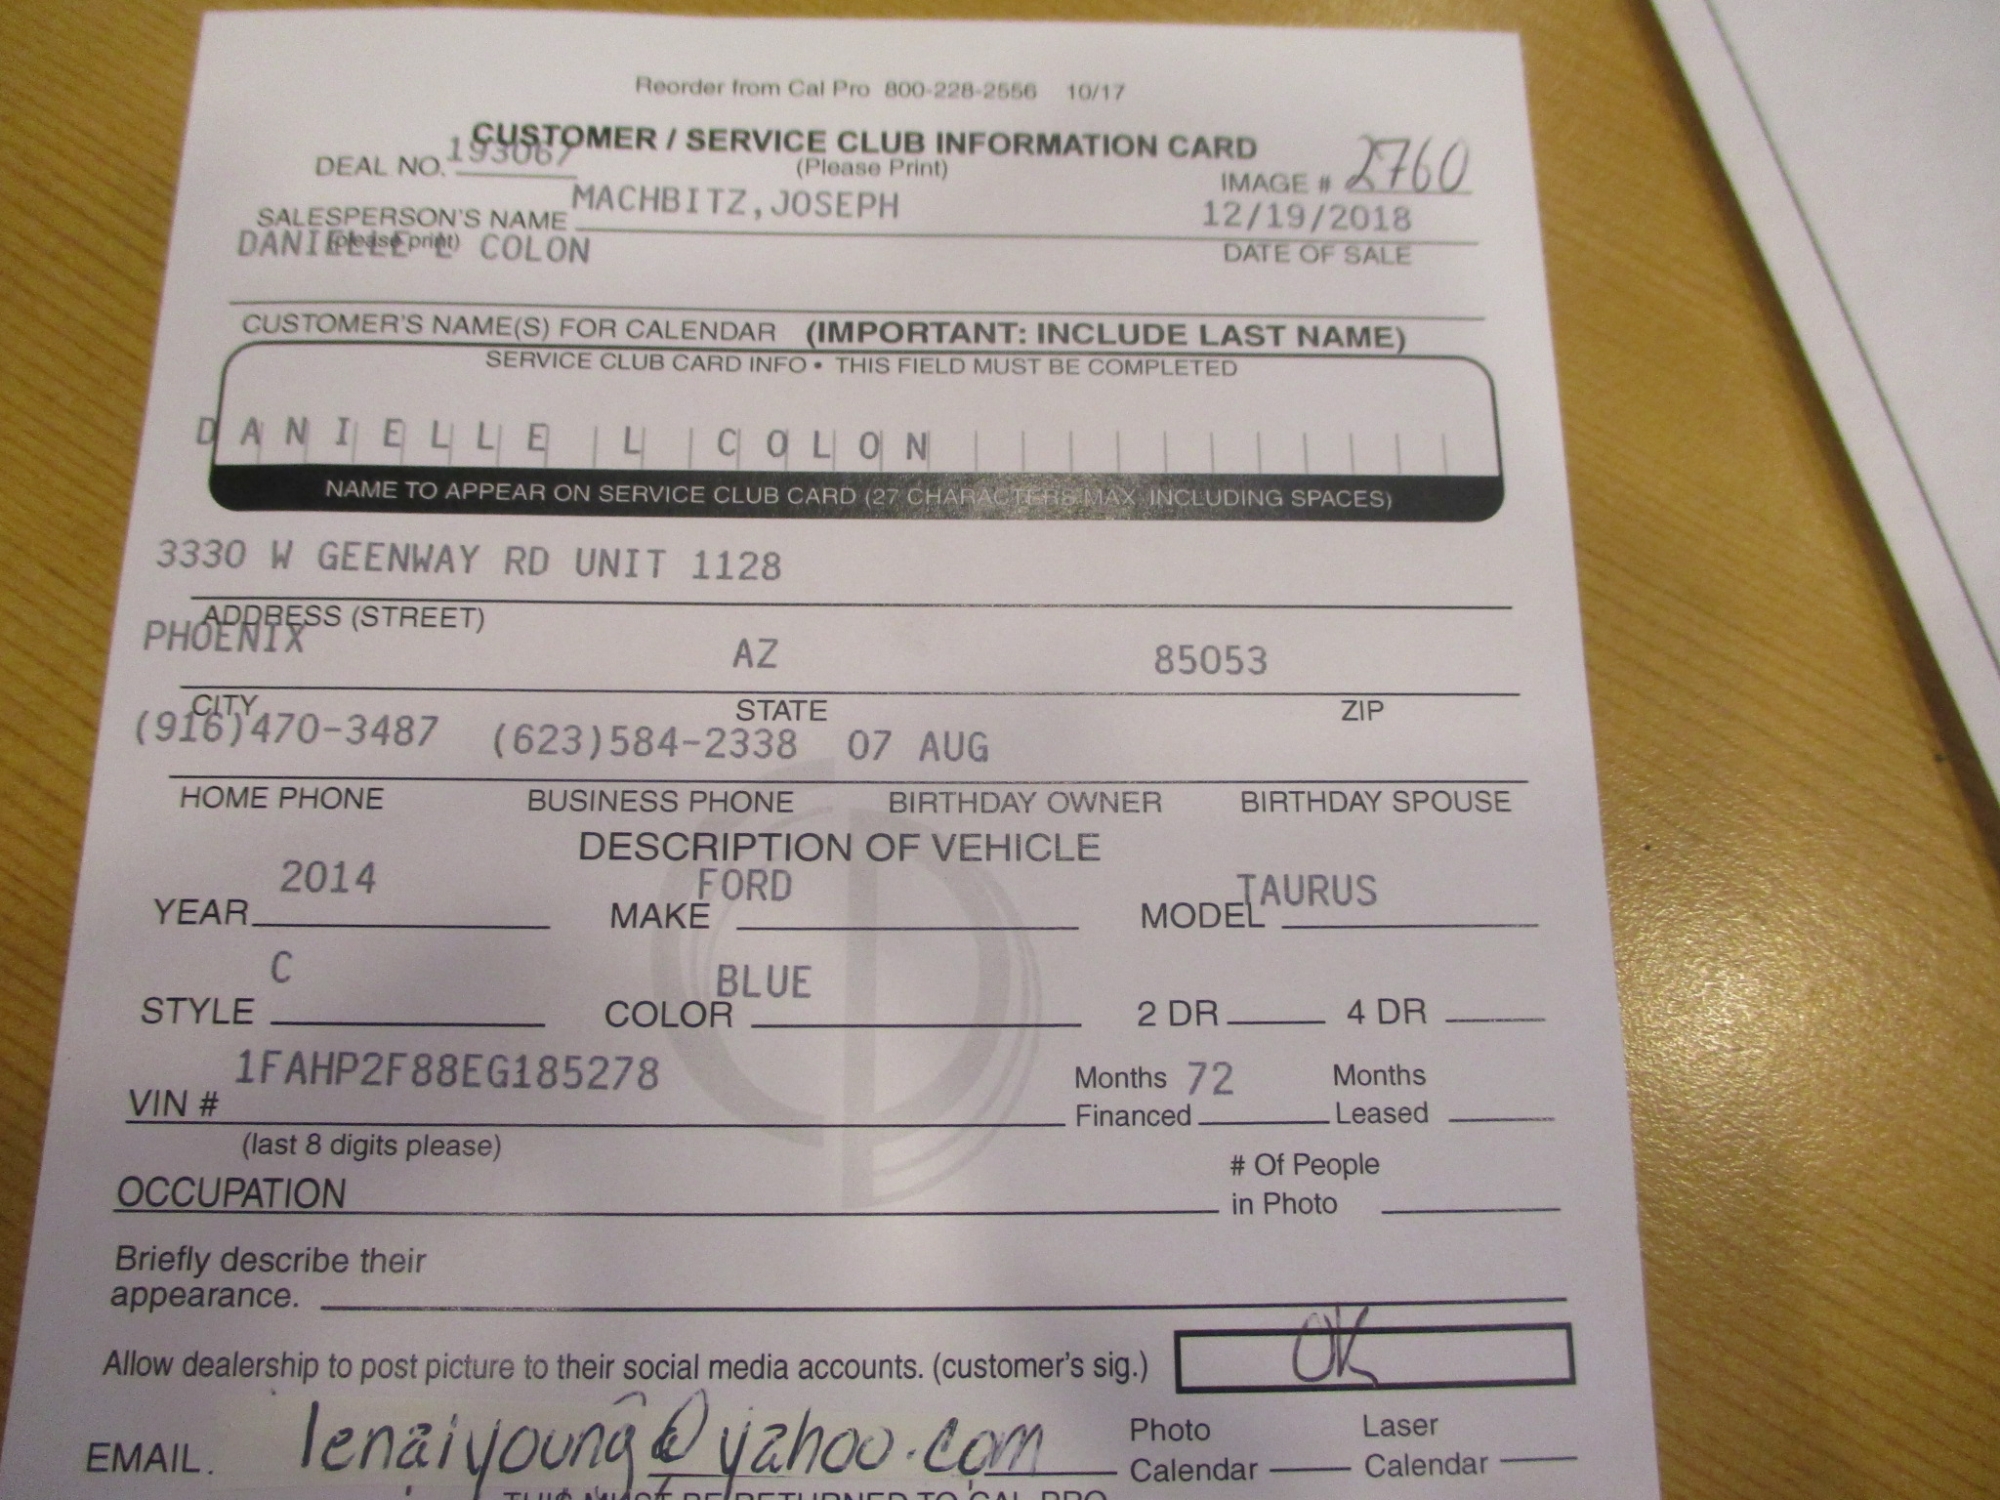 Reorder from Cal Pro 800-228-2556 10/17
CUSTOMER / SERVICE CLUB INFORMATION CARD
(Please Print)
DEAL NO. 193067
IMAGE # 2760
SALESPERSON'S NAME MACHBITZ,JOSEPH 12/19/2018
(please print) DATE OF SALE
DANIELLE L COLON
CUSTOMER'S NAME(S) FOR CALENDAR (IMPORTANT: INCLUDE LAST NAME)
SERVICE CLUB CARD INFO • THIS FIELD MUST BE COMPLETED
DANIELLE L COLON
NAME TO APPEAR ON SERVICE CLUB CARD (27 CHARACTERS MAX INCLUDING SPACES)
3330 W GEENWAY RD UNIT 1128
ADDRESS (STREET)
PHOENIX AZ 85053
CITY STATE ZIP
(916)470-3487 (623)584-2338 07 AUG
HOME PHONE BUSINESS PHONE BIRTHDAY OWNER BIRTHDAY SPOUSE
DESCRIPTION OF VEHICLE
YEAR 2014 MAKE FORD MODEL TAURUS
STYLE C COLOR BLUE 2 DR 4 DR
VIN # 1FAHP2F88EG185278 Months Financed 72 Months Leased
(last 8 digits please)
OCCUPATION # Of People in Photo
Briefly describe their
appearance.
Allow dealership to post picture to their social media accounts. (customer's sig.) OK
EMAIL. lenaiyoung@yahoo.com Photo Calendar Laser Calendar
THIS MUST BE RETURNED TO CAL PRO